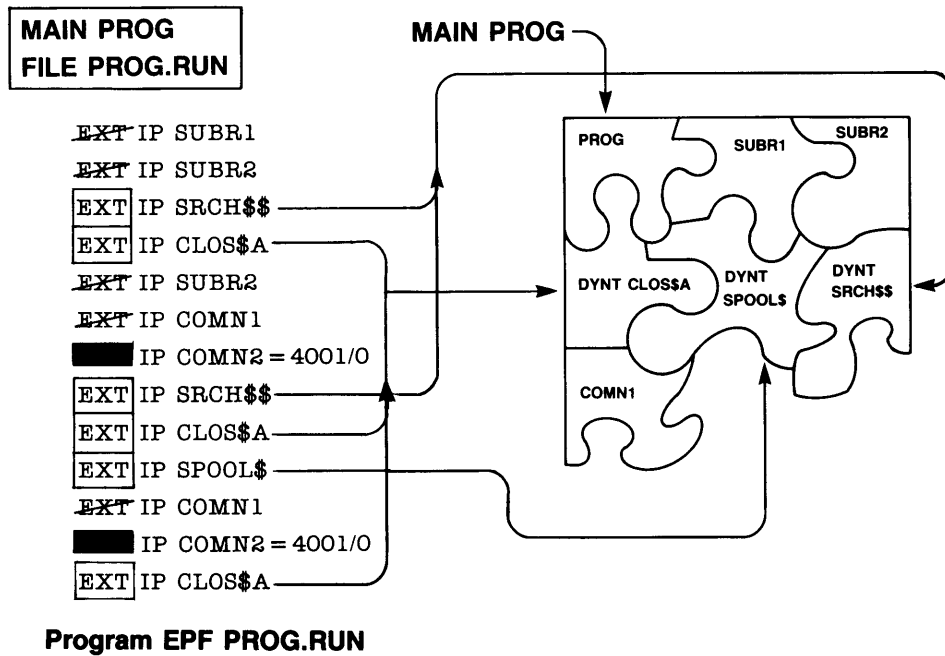 MAIN PROG
FILE PROG.RUN
EXT IP SUBR1
EXT IP SUBR2
EXT IP SRCH$$
EXT IP CLOS$A
EXT IP SUBR2
EXT IP COMN1
IP COMN2 = 4001/0
EXT IP SRCH$$
EXT IP CLOS$A
EXT IP SPOOL$
EXT IP COMN1
IP COMN2 = 4001/0
EXT IP CLOS$A
Program EPF PROG.RUN
MAIN PROG
PROG
SUBR1
SUBR2
DYNT CLOS$A
DYNT
SPOOL$
DYNT
SRCH$$
COMN1